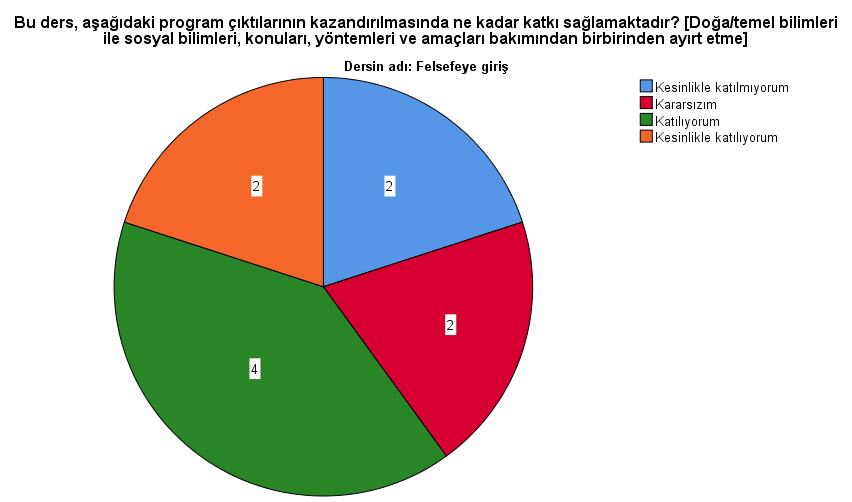 Bu ders, aşağıdaki program çıktılarının kazandırılmasında ne kadar katkı sağlamaktadır? [Doğa/temel bilimleri
ile sosyal bilimleri, konuları, yöntemleri ve amaçları bakımından birbirinden ayırt etme]
Dersin adı: Felsefeye giriş
Kesinlikle katılmıyorum
Kararsızım
Katılıyorum
Kesinlikle katılıyorum
2
2
2
4